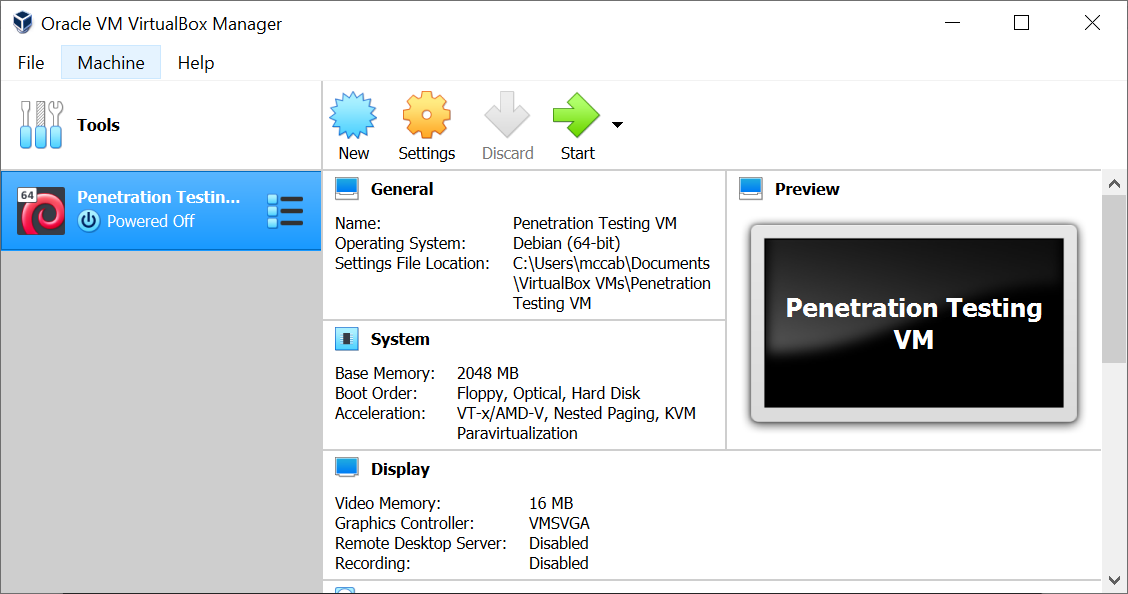 Oracle VM VirtualBox Manager
File Machine Help
Tools
New Settings Discard Start
64
Penetration Testin...
Powered Off
General
Name: Penetration Testing VM
Operating System: Debian (64-bit)
Settings File Location: C:\Users\mccab\Documents
\VirtualBox VMs\Penetration
Testing VM
Preview
Penetration Testing
VM
System
Base Memory: 2048 MB
Boot Order: Floppy, Optical, Hard Disk
Acceleration: VT-x/AMD-V, Nested Paging, KVM
Paravirtualization
Display
Video Memory: 16 MB
Graphics Controller: VMSVGA
Remote Desktop Server: Disabled
Recording: Disabled